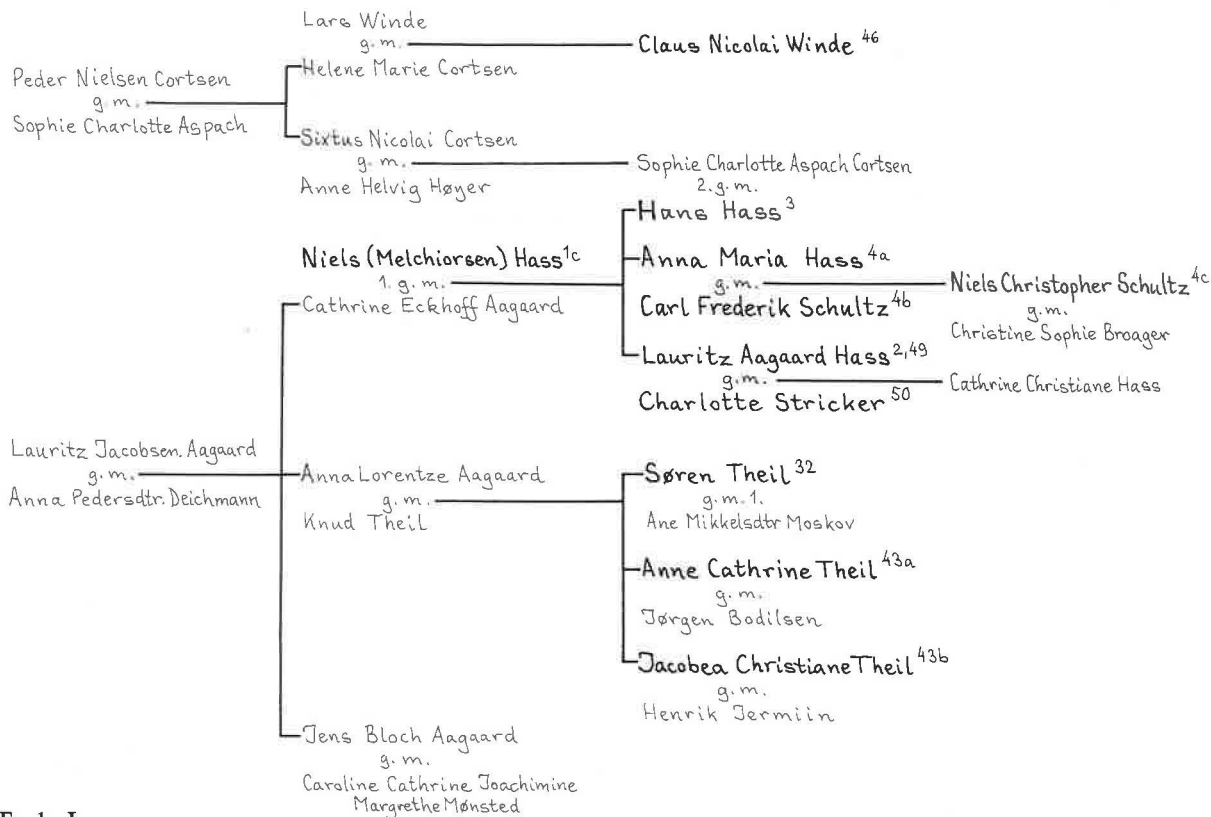 Lars Winde
g. m.
Claus Nicolai Winde 46
Helene Marie Cortsen
Peder Nielsen Cortsen
g. m.
Sophie Charlotte Aspach
Sixtus Nicolai Cortsen
g. m.
Anne Helvig Høyer
Sophie Charlotte Aspach Cortsen
2. g. m.
Hans Hass 3
Niels (Melchiorsen) Hass 1c
1. g. m.
Cathrine Eckhoff Aagaard
Anna Maria Hass 4a
g. m.
Carl Frederik Schultz 4b
Niels Christopher Schultz 4c
g. m.
Christine Sophie Broager
Lauritz Aagaard Hass 2,49
g. m.
Charlotte Stricker 50
Cathrine Christiane Hass
Lauritz Jacobsen. Aagaard
g. m.
Anna Pedersdtr. Deichmann
Anna Lorentze Aagaard
g. m.
Knud Theil
Søren Theil 32
g. m. 1.
Ane Mikkelsdtr Moskov
Anne Cathrine Theil 43a
g. m.
Jørgen Bodilsen
Jacobea Christiane Theil 43b
g. m.
Henrik Jermiin
Jens Bloch Aagaard
g. m.
Caroline Cathrine Joachimine
Margrethe Mønsted